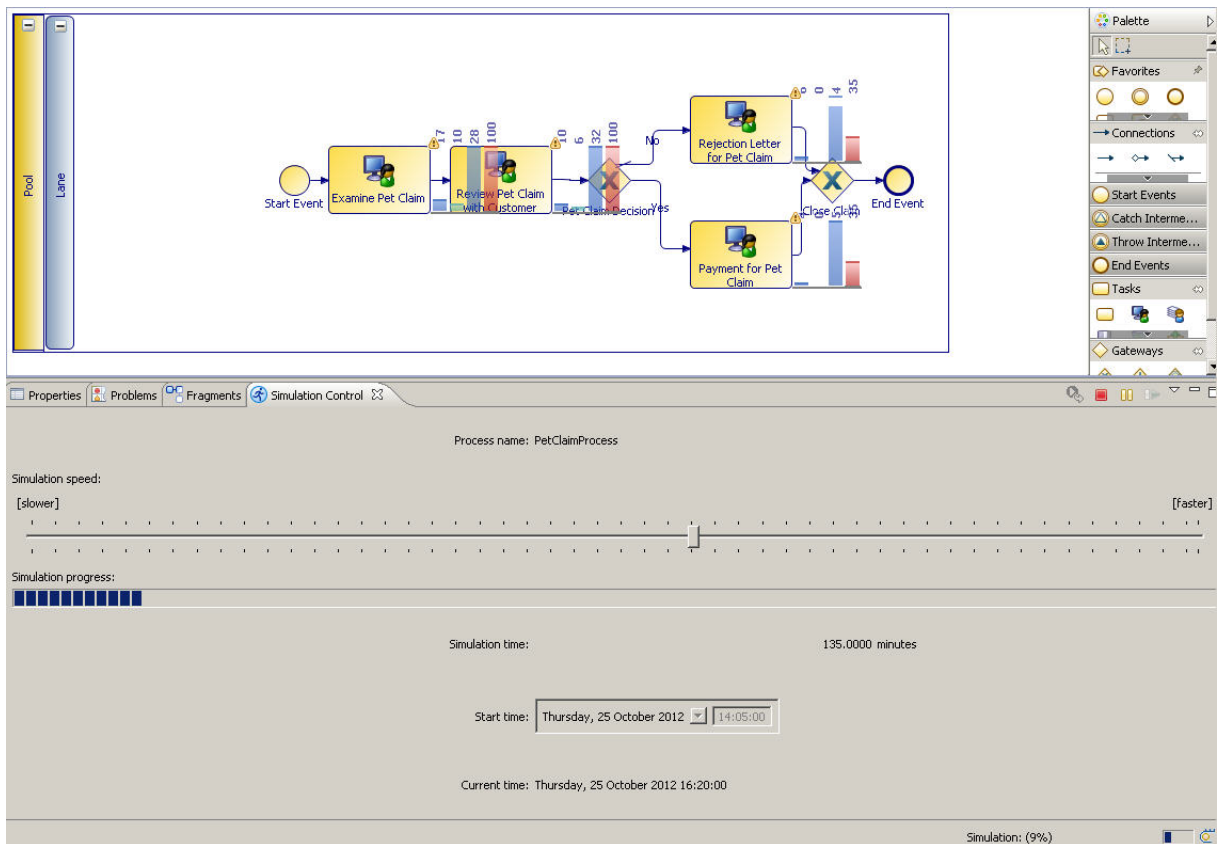 Pool
Lane
Start Event
Examine Pet Claim
17
10
28
100
Review Pet Claim
with Customer
10
6
32
100
Pet Claim Decision
No
Yes
Rejection Letter
for Pet Claim
0
4
35
Payment for Pet
Claim
5
35
Close Claim
End Event
Palette
Favorites
Connections
Start Events
Catch Interme...
Throw Interme...
End Events
Tasks
Gateways
Properties
Problems
Fragments
Simulation Control
Process name: PetClaimProcess
Simulation speed:
[slower]
[faster]
Simulation progress:
Simulation time: 135.0000 minutes
Start time: Thursday, 25 October 2012 14:05:00
Current time: Thursday, 25 October 2012 16:20:00
Simulation: (9%)